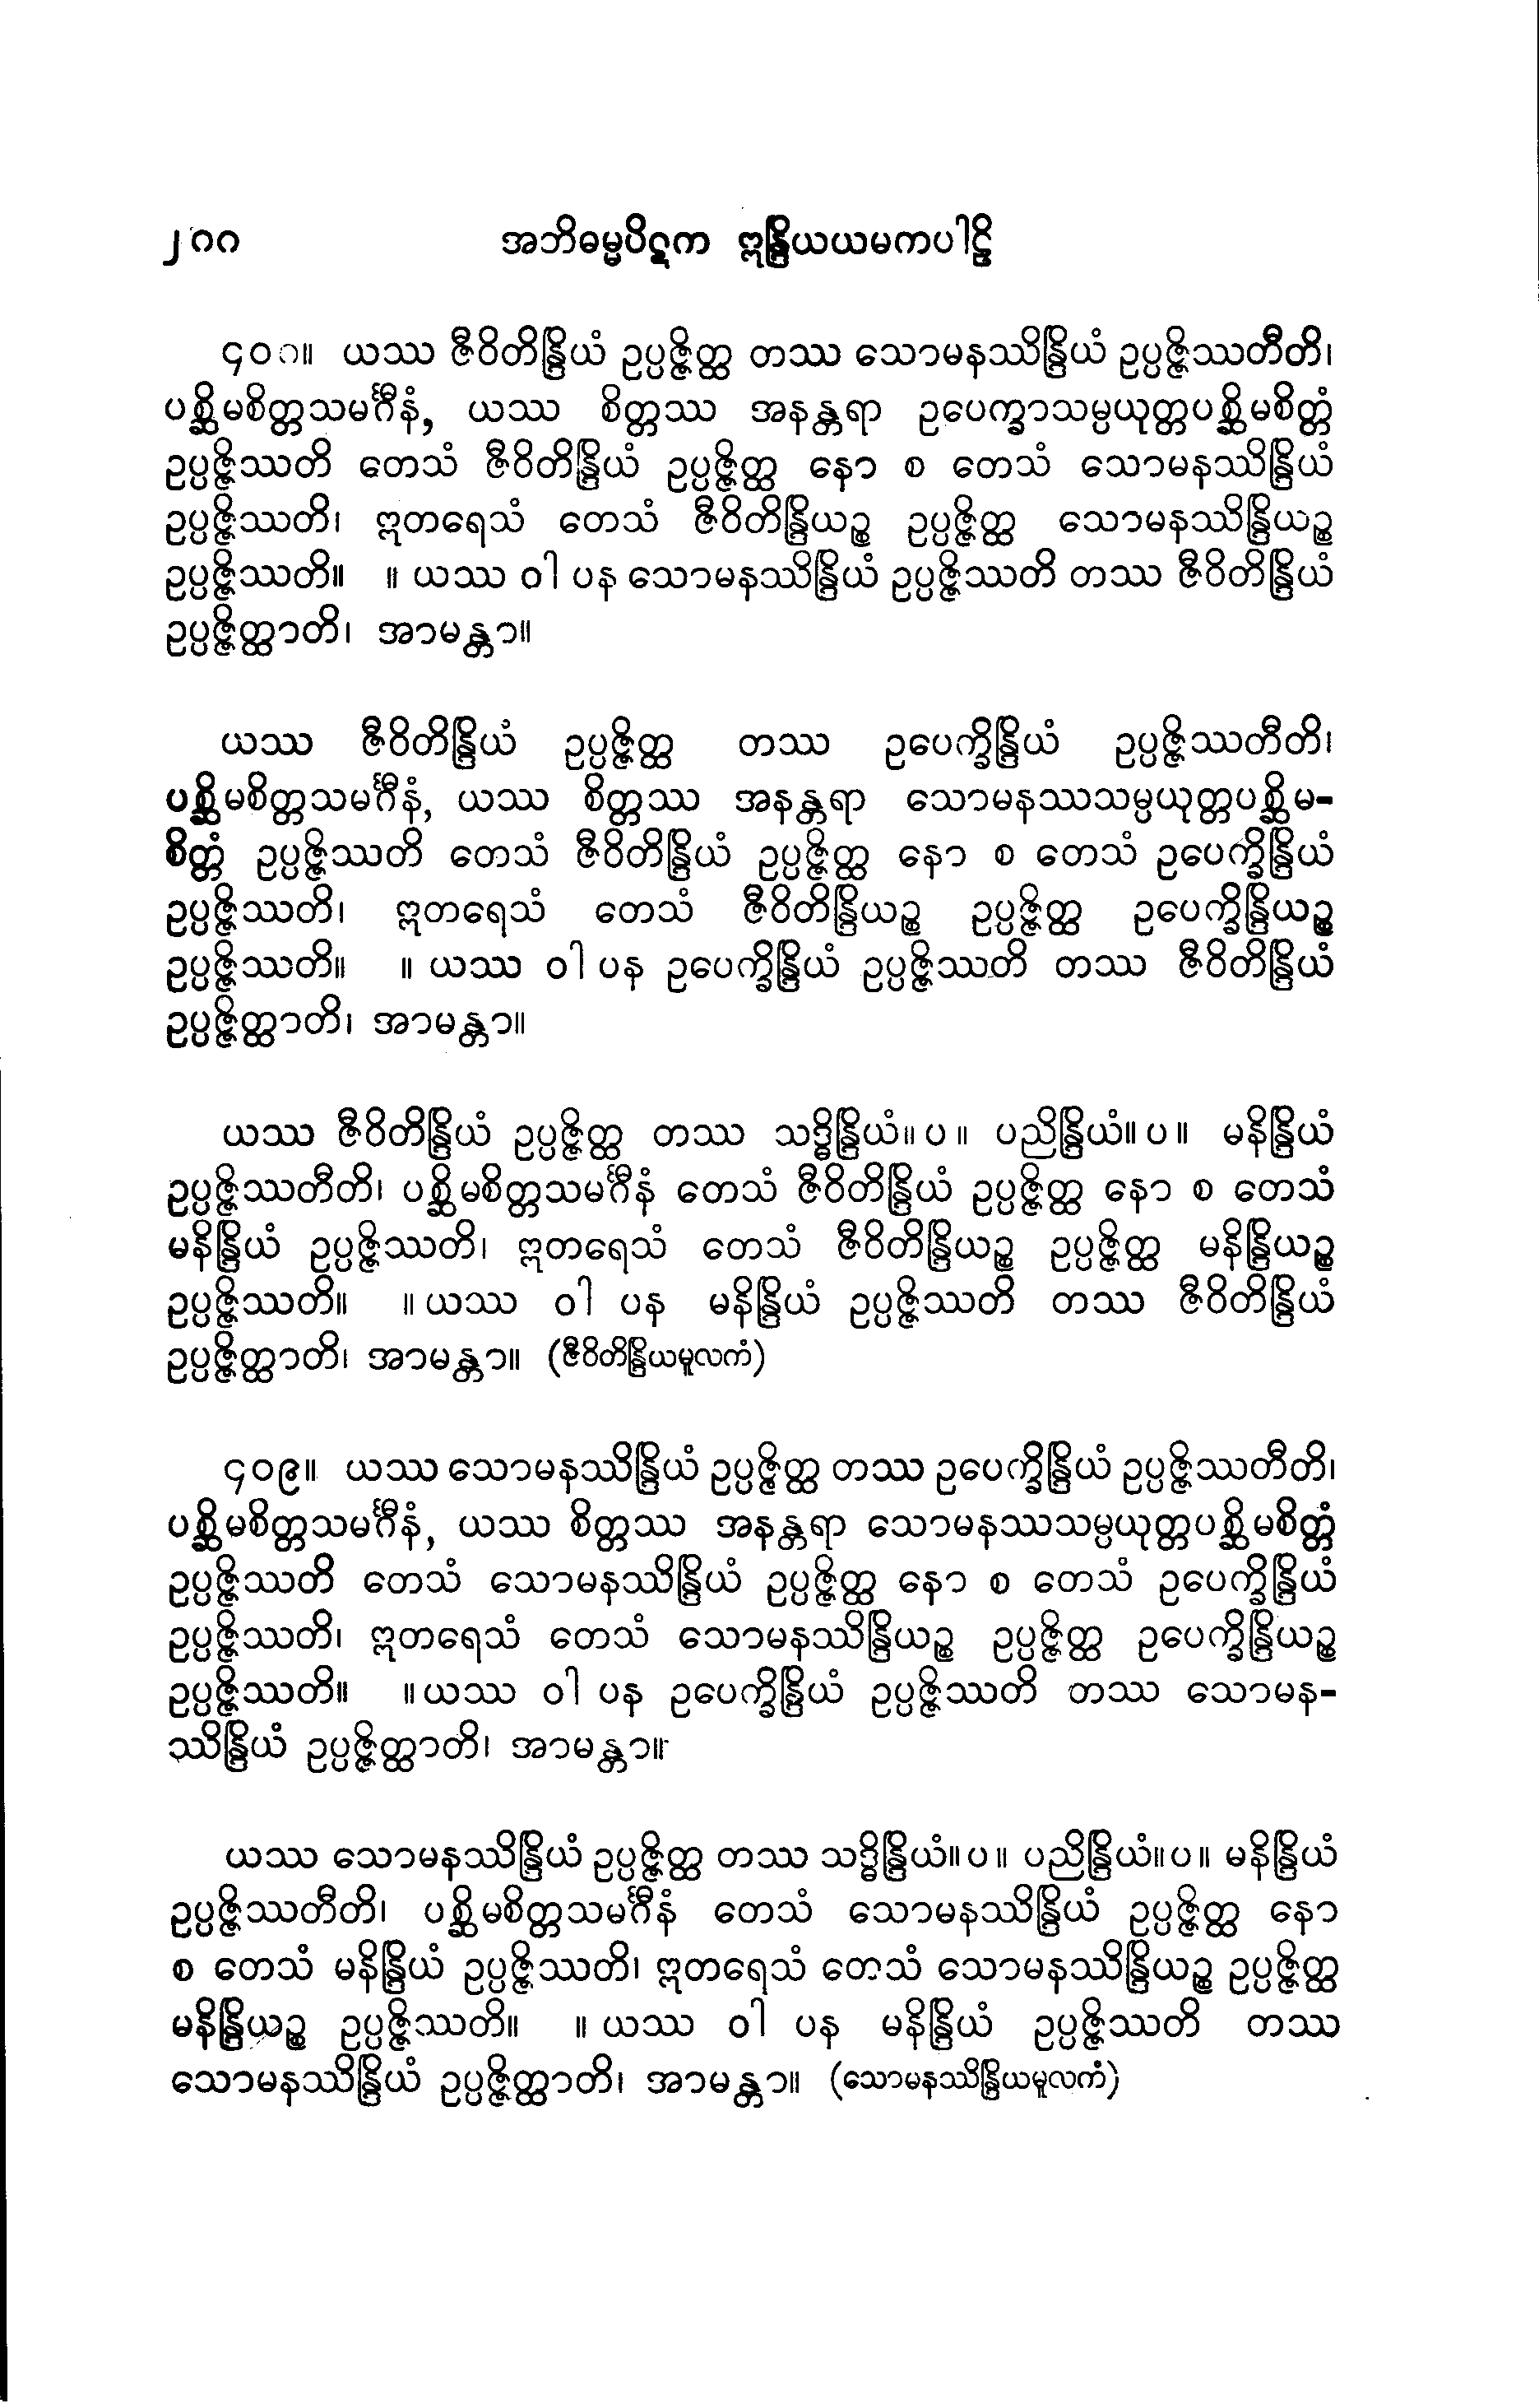 ၂၈၈ အဘိဓမ္မပိဋက ဣန္ဒြိယယမကပါဠိ
၄၀၈။ ယဿ ဇီဝိတိန္ဒြိယံ ဥပ္ပဇ္ဇိတ္ထ တဿ သောမနဿိန္ဒြိယံ ဥပ္ပဇ္ဇိဿတီတိ၊
ပစ္ဆိမစိတ္တသမင်္ဂီနံ, ယဿ စိတ္တဿ အနန္တရာ ဥပေက္ခာသမ္ပယုတ္တပစ္ဆိမစိတ္တံ
ဥပ္ပဇ္ဇိဿတိ တေသံ ဇီဝိတိန္ဒြိယံ ဥပ္ပဇ္ဇိတ္ထ နော စ တေသံ သောမနဿိန္ဒြိယံ
ဥပ္ပဇ္ဇိဿတိ၊ ဣတရေသံ တေသံ ဇီဝိတိန္ဒြိယဉ္စ ဥပ္ပဇ္ဇိတ္ထ သောမနဿိန္ဒြိယဉ္စ
ဥပ္ပဇ္ဇိဿတိ။ ။ ယဿ ဝါ ပန သောမနဿိန္ဒြိယံ ဥပ္ပဇ္ဇိဿတိ တဿ ဇီဝိတိန္ဒြိယံ
ဥပ္ပဇ္ဇိတ္ထာတိ၊ အာမန္တာ။
ယဿ ဇီဝိတိန္ဒြိယံ ဥပ္ပဇ္ဇိတ္ထ တဿ ဥပေက္ခိန္ဒြိယံ ဥပ္ပဇ္ဇိဿတီတိ၊
ပစ္ဆိမစိတ္တသမင်္ဂီနံ, ယဿ စိတ္တဿ အနန္တရာ သောမနဿသမ္ပယုတ္တပစ္ဆိမ-
စိတ္တံ ဥပ္ပဇ္ဇိဿတိ တေသံ ဇီဝိတိန္ဒြိယံ ဥပ္ပဇ္ဇိတ္ထ နော စ တေသံ ဥပေက္ခိန္ဒြိယံ
ဥပ္ပဇ္ဇိဿတိ၊ ဣတရေသံ တေသံ ဇီဝိတိန္ဒြိယဉ္စ ဥပ္ပဇ္ဇိတ္ထ ဥပေက္ခိန္ဒြိယဉ္စ
ဥပ္ပဇ္ဇိဿတိ။ ။ ယဿ ဝါ ပန ဥပေက္ခိန္ဒြိယံ ဥပ္ပဇ္ဇိဿတိ တဿ ဇီဝိတိန္ဒြိယံ
ဥပ္ပဇ္ဇိတ္ထာတိ၊ အာမန္တာ။
ယဿ ဇီဝိတိန္ဒြိယံ ဥပ္ပဇ္ဇိတ္ထ တဿ သဒ္ဓိန္ဒြိယံ။ပ။ ပညိန္ဒြိယံ။ပ။ မနိန္ဒြိယံ
ဥပ္ပဇ္ဇိဿတီတိ၊ ပစ္ဆိမစိတ္တသမင်္ဂီနံ တေသံ ဇီဝိတိန္ဒြိယံ ဥပ္ပဇ္ဇိတ္ထ နော စ တေသံ
မနိန္ဒြိယံ ဥပ္ပဇ္ဇိဿတိ၊ ဣတရေသံ တေသံ ဇီဝိတိန္ဒြိယဉ္စ ဥပ္ပဇ္ဇိတ္ထ မနိန္ဒြိယဉ္စ
ဥပ္ပဇ္ဇိဿတိ။ ။ ယဿ ဝါ ပန မနိန္ဒြိယံ ဥပ္ပဇ္ဇိဿတိ တဿ ဇီဝိတိန္ဒြိယံ
ဥပ္ပဇ္ဇိတ္ထာတိ၊ အာမန္တာ။ (ဇီဝိတိန္ဒြိယမူလကံ)
၄၀၉။ ယဿ သောမနဿိန္ဒြိယံ ဥပ္ပဇ္ဇိတ္ထ တဿ ဥပေက္ခိန္ဒြိယံ ဥပ္ပဇ္ဇိဿတီတိ၊
ပစ္ဆိမစိတ္တသမင်္ဂီနံ, ယဿ စိတ္တဿ အနန္တရာ သောမနဿသမ္ပယုတ္တပစ္ဆိမစိတ္တံ
ဥပ္ပဇ္ဇိဿတိ တေသံ သောမနဿိန္ဒြိယံ ဥပ္ပဇ္ဇိတ္ထ နော စ တေသံ ဥပေက္ခိန္ဒြိယံ
ဥပ္ပဇ္ဇိဿတိ၊ ဣတရေသံ တေသံ သောမနဿိန္ဒြိယဉ္စ ဥပ္ပဇ္ဇိတ္ထ ဥပေက္ခိန္ဒြိယဉ္စ
ဥပ္ပဇ္ဇိဿတိ။ ။ ယဿ ဝါ ပန ဥပေက္ခိန္ဒြိယံ ဥပ္ပဇ္ဇိဿတိ တဿ သောမန-
ဿိန္ဒြိယံ ဥပ္ပဇ္ဇိတ္ထာတိ၊ အာမန္တာ။
ယဿ သောမနဿိန္ဒြိယံ ဥပ္ပဇ္ဇိတ္ထ တဿ သဒ္ဓိန္ဒြိယံ။ပ။ ပညိန္ဒြိယံ။ပ။ မနိန္ဒြိယံ
ဥပ္ပဇ္ဇိဿတီတိ၊ ပစ္ဆိမစိတ္တသမင်္ဂီနံ တေသံ သောမနဿိန္ဒြိယံ ဥပ္ပဇ္ဇိတ္ထ နော
စ တေသံ မနိန္ဒြိယံ ဥပ္ပဇ္ဇိဿတိ၊ ဣတရေသံ တေသံ သောမနဿိန္ဒြိယဉ္စ ဥပ္ပဇ္ဇိတ္ထ
မနိန္ဒြိယဉ္စ ဥပ္ပဇ္ဇိဿတိ။ ။ ယဿ ဝါ ပန မနိန္ဒြိယံ ဥပ္ပဇ္ဇိဿတိ တဿ
သောမနဿိန္ဒြိယံ ဥပ္ပဇ္ဇိတ္ထာတိ၊ အာမန္တာ။ (သောမနဿိန္ဒြိယမူလကံ)